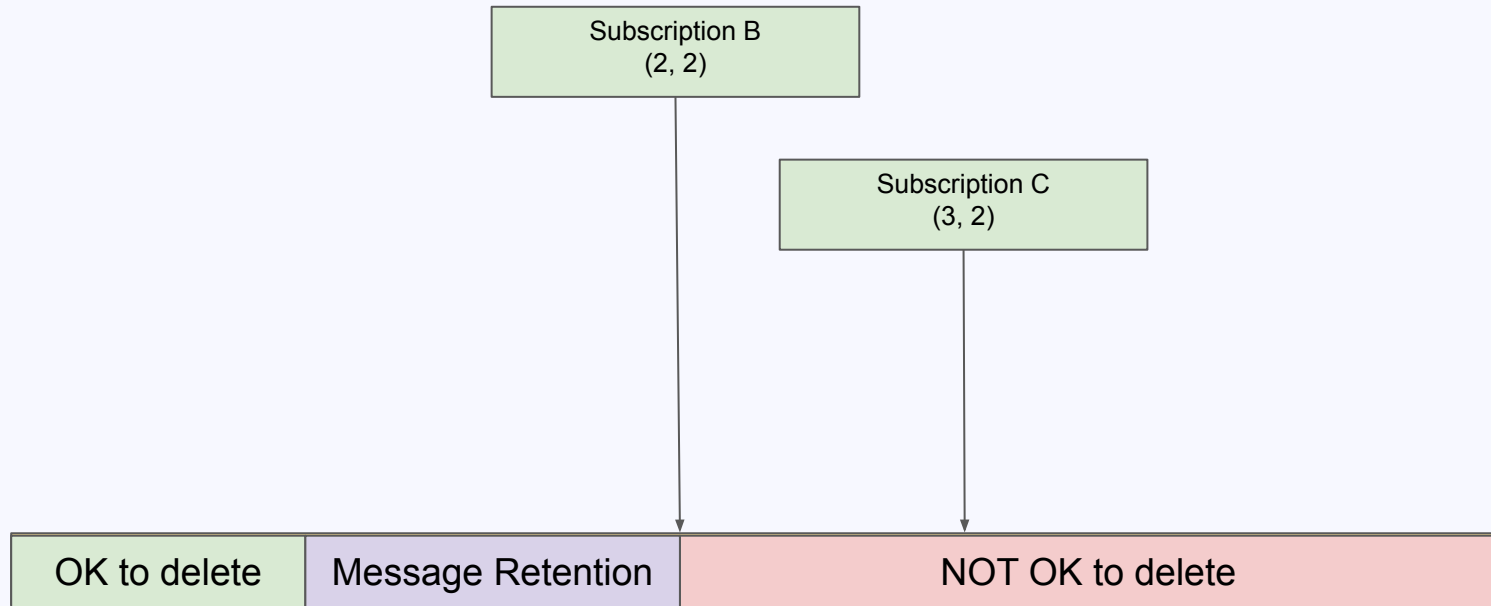 Subscription B
(2, 2)
Subscription C
(3, 2)
OK to delete
Message Retention
NOT OK to delete